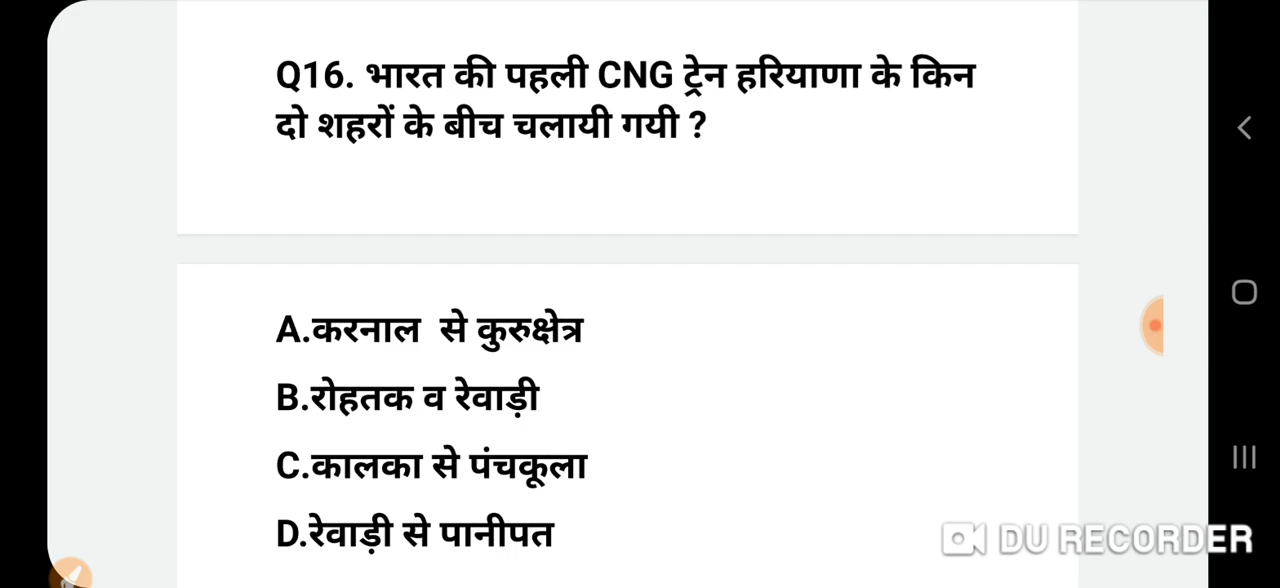 Q16. भारत की पहली CNG ट्रेन हरियाणा के किन
दो शहरों के बीच चलायी गयी ?
A.करनाल से कुरुक्षेत्र
B.रोहतक व रेवाड़ी
C.कालका से पंचकूला
D.रेवाड़ी से पानीपत
DU RECORDER